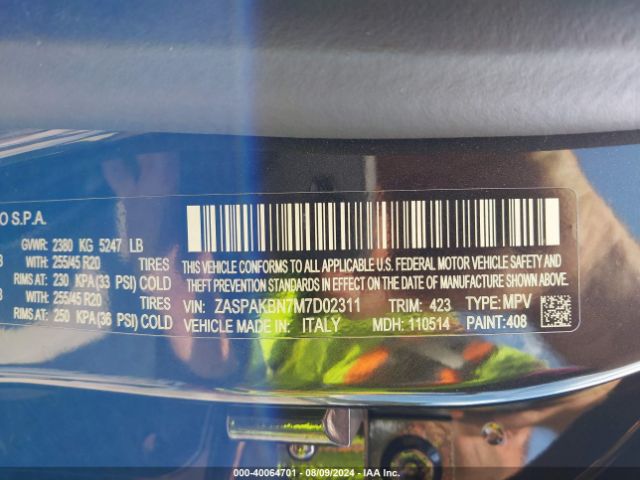 O S.P.A.
GVWR: 2380 KG 5247 LB
WITH: 255/45 R20 TIRES
RIMS AT: 230 KPA(33 PSI) COLD
WITH: 255/45 R20 TIRES
RIMS AT: 250 KPA(36 PSI) COLD
THIS VEHICLE CONFORMS TO ALL APPLICABLE U.S. FEDERAL MOTOR VEHICLE SAFETY AND
THEFT PREVENTION STANDARDS IN EFFECT ON THE DATE OF MANUFACTURE SHOWN ABOVE.
VIN: ZASPAKBN7M7D02311 TRIM: 423 TYPE: MPV
VEHICLE MADE IN: ITALY MDH: 110514 PAINT: 408
000-40064701 - 08/09/2024 - IAA Inc.